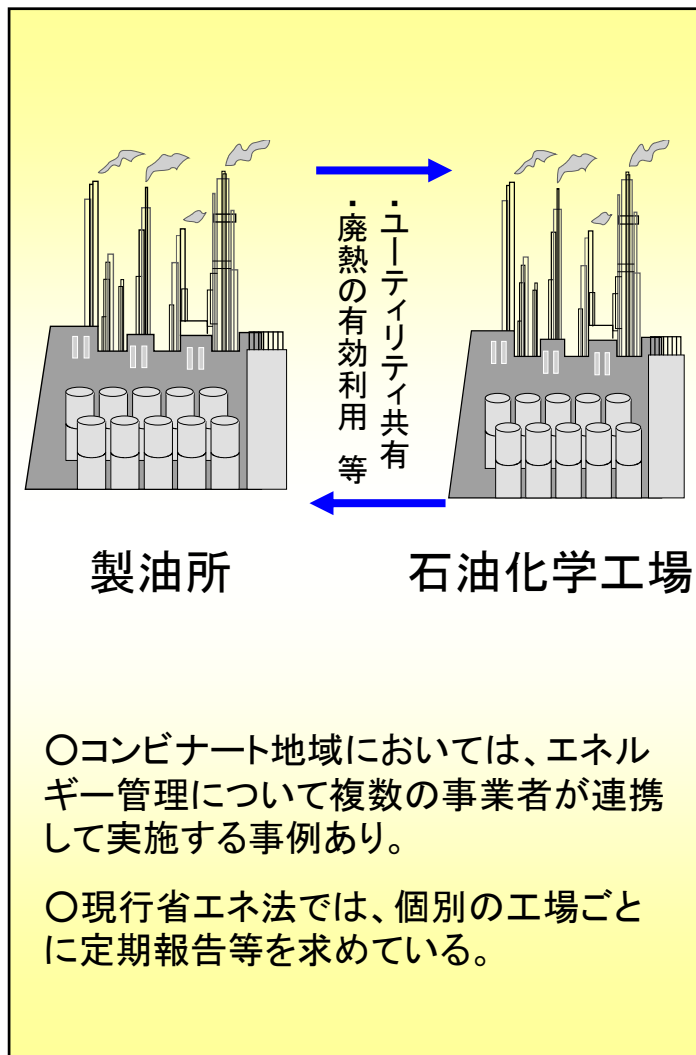 ・ユーティリティ共有
・廃熱の有効利用 等
製油所
石油化学工場
〇コンビナート地域においては、エネル
ギー管理について複数の事業者が連携
して実施する事例あり。
〇現行省エネ法では、個別の工場ごと
に定期報告等を求めている。